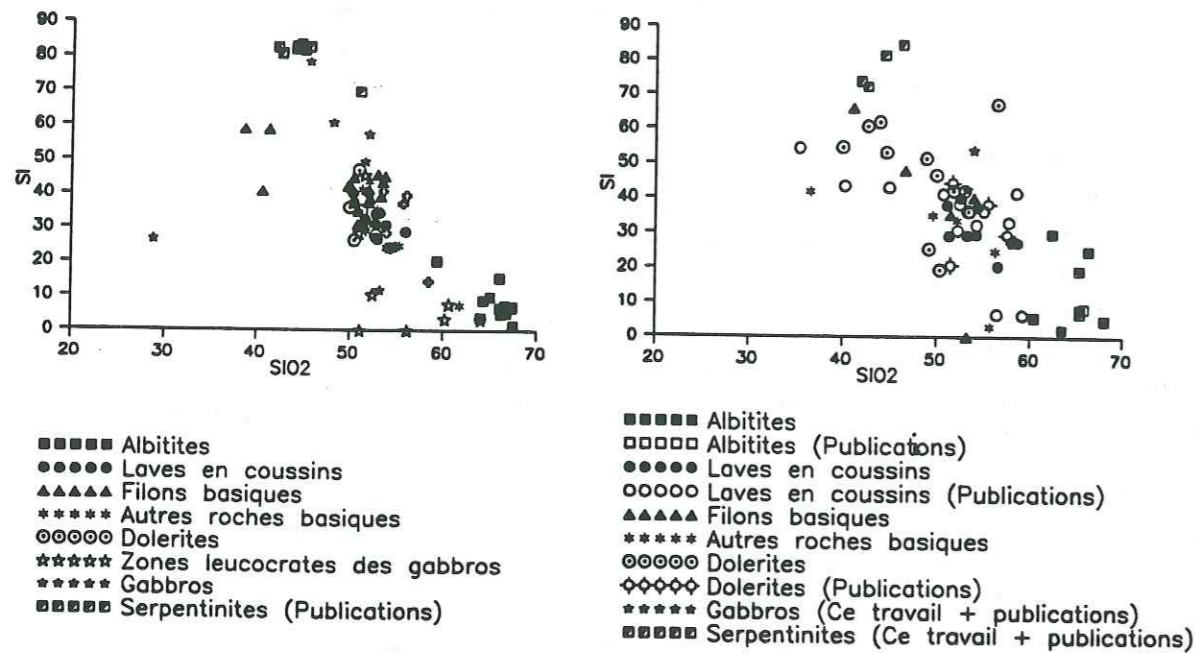 90
80
70
60
50
40
30
20
10
0
SI
20
30
40
50
60
70
SIO2
Albitites
Laves en coussins
Filons basiques
Autres roches basiques
Dolerites
Zones leucocrates des gabbros
Gabbros
Serpentinites (Publications)
90
80
70
60
50
40
30
20
10
0
SI
20
30
40
50
60
70
SIO2
Albitites
Albitites (Publications)
Laves en coussins
Laves en coussins (Publications)
Filons basiques
Autres roches basiques
Dolerites
Dolerites (Publications)
Gabbros (Ce travail + publications)
Serpentinites (Ce travail + publications)